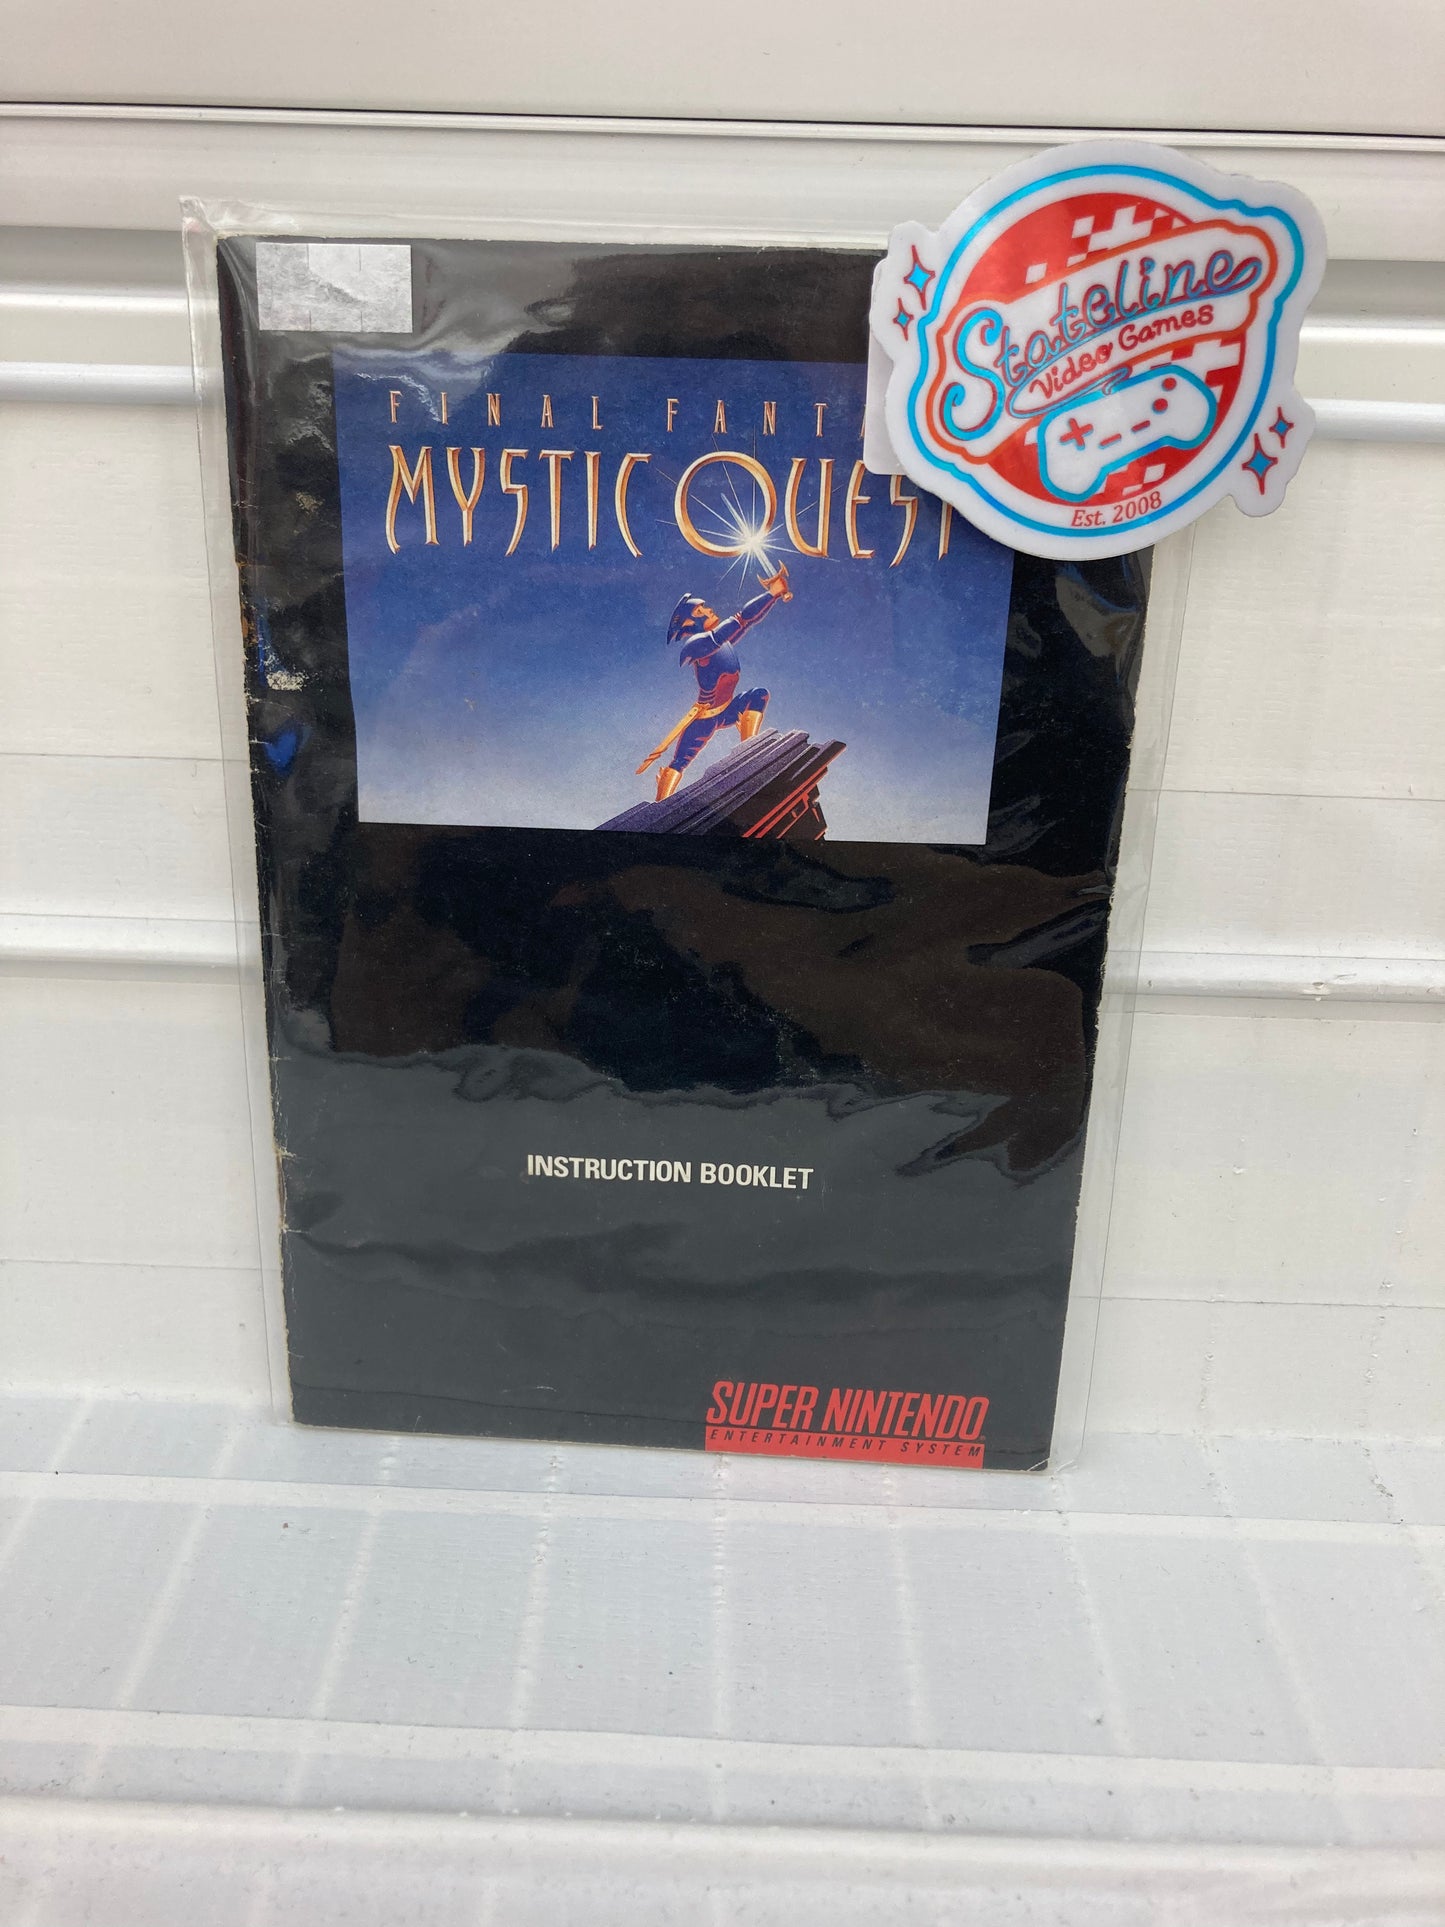 FINAL FANTA
MYSTIC QUEST
Stateline
Video Games
Est. 2008
INSTRUCTION BOOKLET
SUPER NINTENDO
ENTERTAINMENT SYSTEM